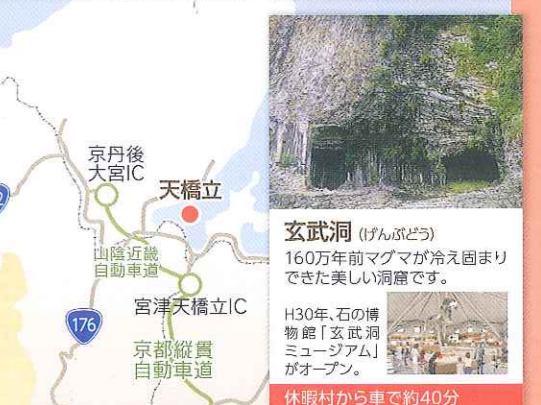 京丹後
大宮IC
天橋立
山陰近畿
自動車道
宮津天橋立IC
176
京都縦貫
自動車道
玄武洞 (げんぶどう)
160万年前マグマが冷え固まり
できた美しい洞窟です。
H30年、石の博
物館「玄武洞
ミュージアム」
がオープン。
休暇村から車で約40分